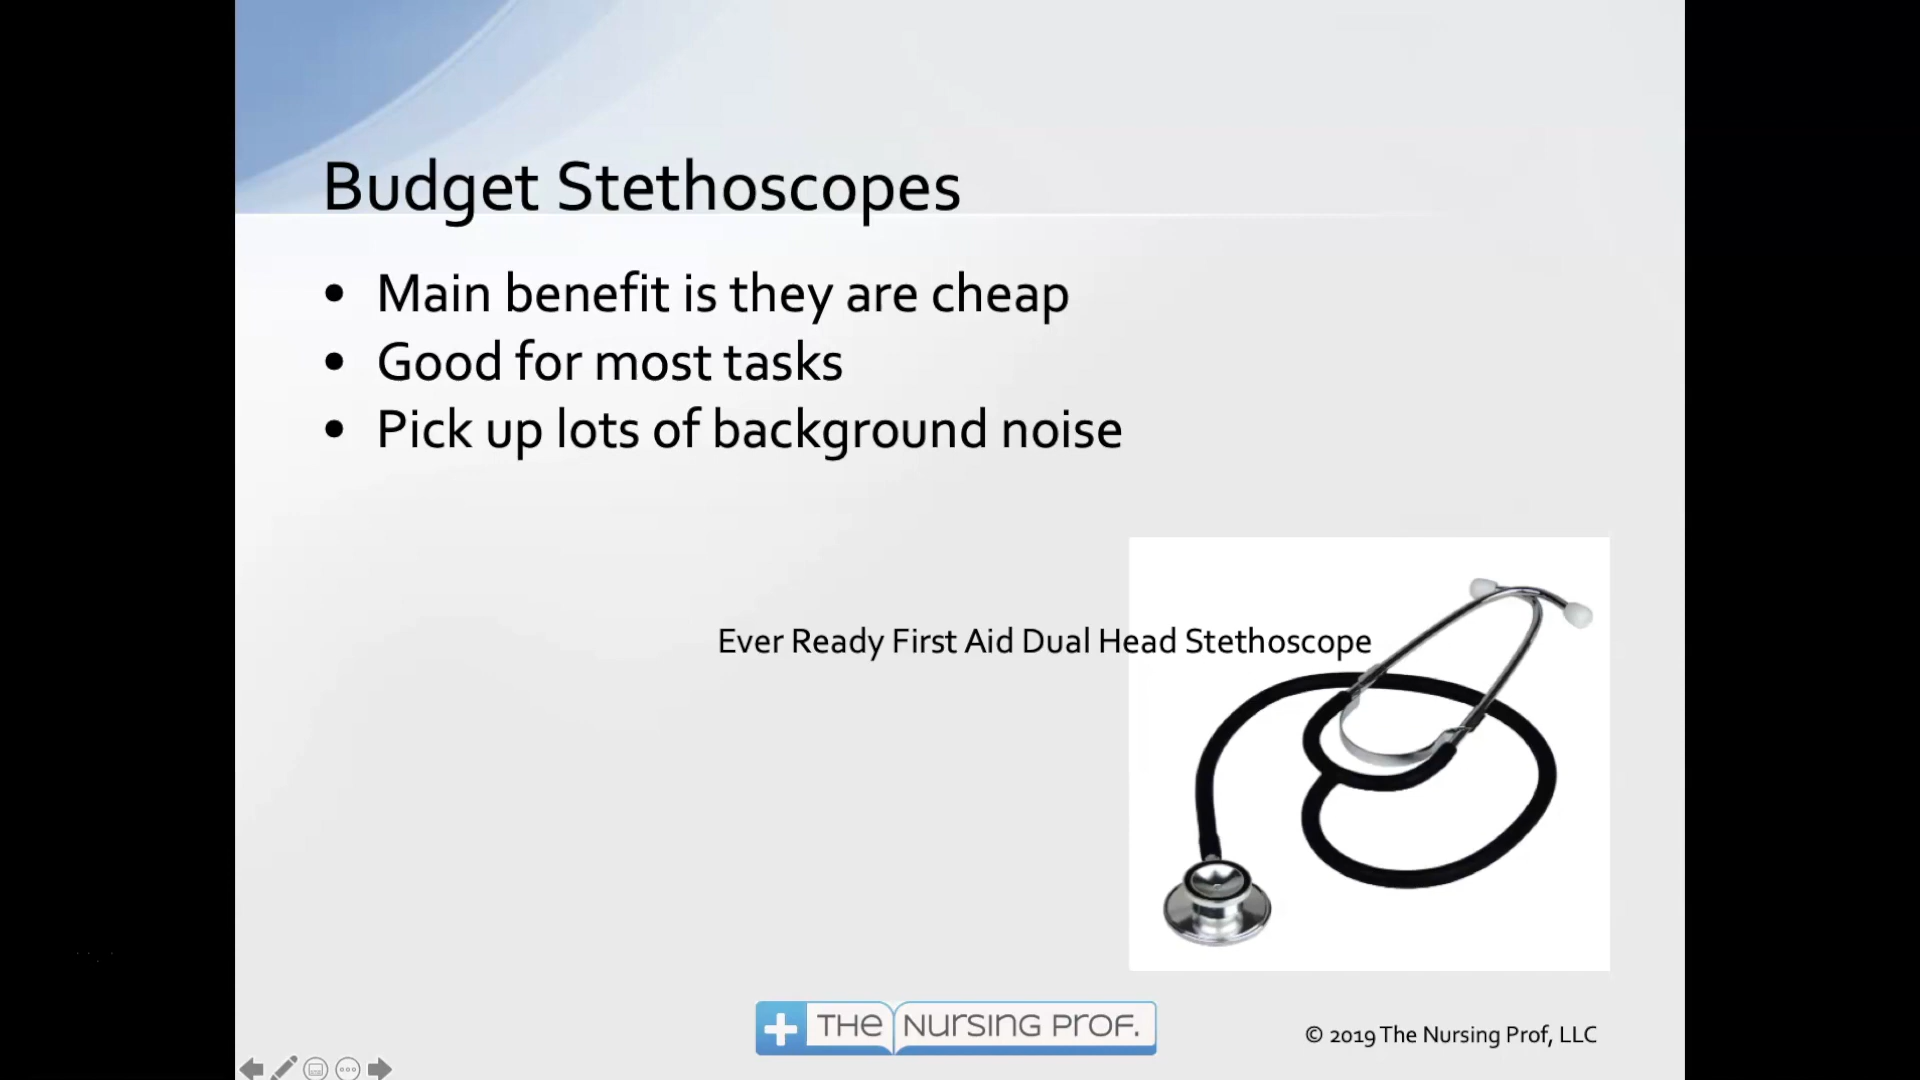 Budget Stethoscopes
• Main benefit is they are cheap
• Good for most tasks
• Pick up lots of background noise
Ever Ready First Aid Dual Head Stethoscope
THE NURSING PROF.
© 2019 The Nursing Prof, LLC